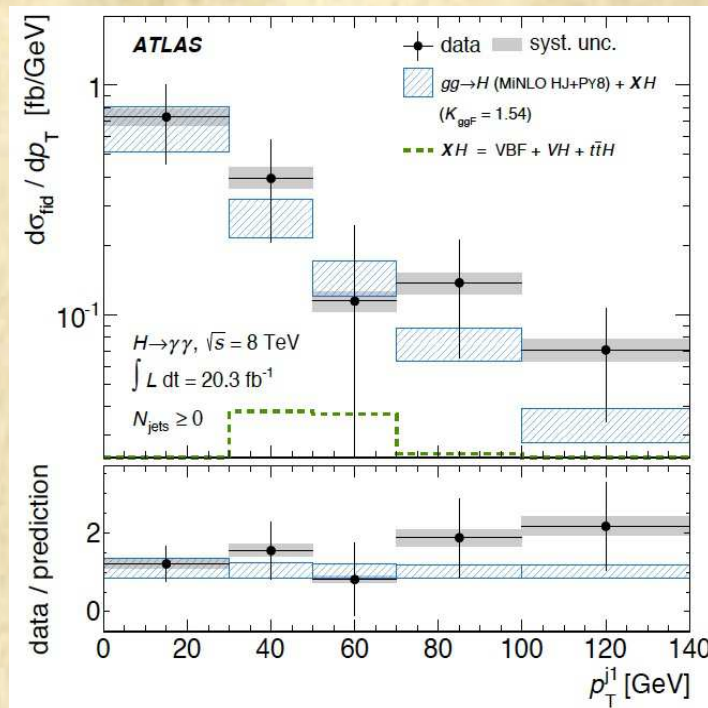 ATLAS
data syst. unc.
gg→H (MiNLO HJ+PY8) + XH
(K_ggF = 1.54)
XH = VBF + VH + tt̄H
dσ_fid / dp_T [fb/GeV]
1
10⁻¹
H→γγ, √s = 8 TeV
∫ L dt = 20.3 fb⁻¹
N_jets ≥ 0
data / prediction
2
0
0 20 40 60 80 100 120 140
p_T^j1 [GeV]